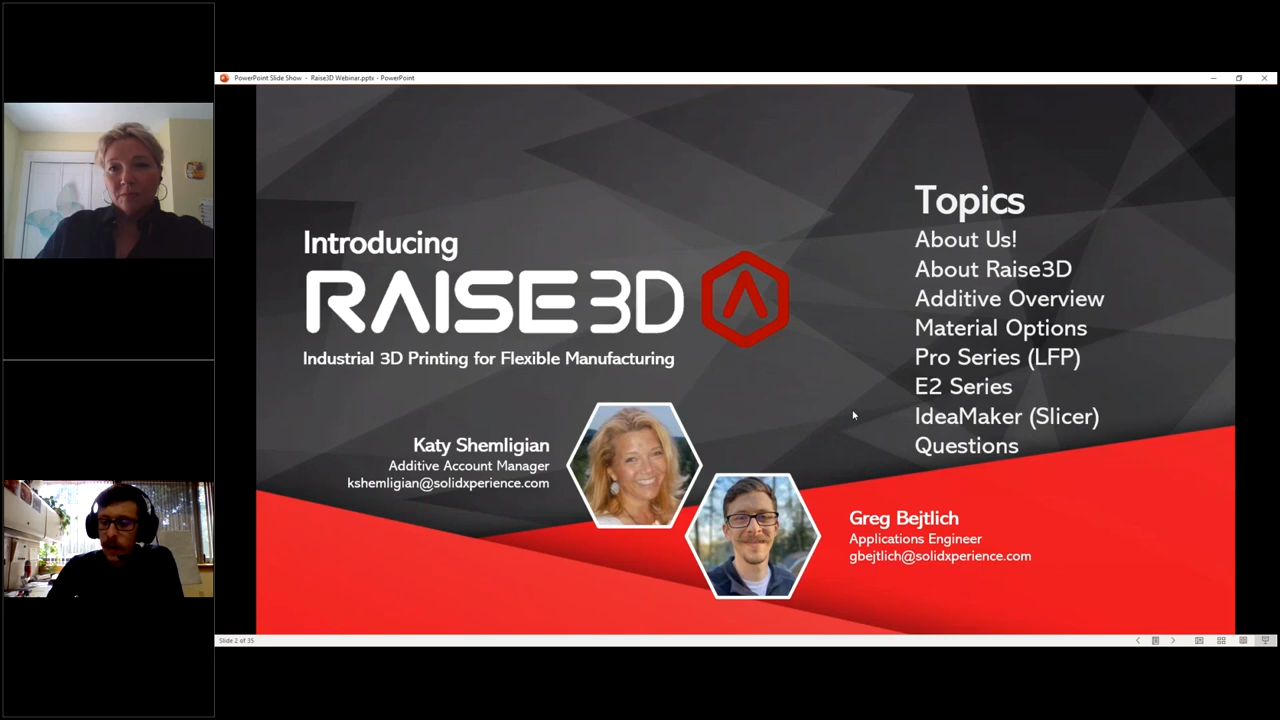 PowerPoint Slide Show - Raise3D Webinar.pptx - PowerPoint
Introducing
RAISE3D
Industrial 3D Printing for Flexible Manufacturing
Katy Shemligian
Additive Account Manager
kshemligian@solidxperience.com
Greg Bejtlich
Applications Engineer
gbejtlich@solidxperience.com
Topics
About Us!
About Raise3D
Additive Overview
Material Options
Pro Series (LFP)
E2 Series
IdeaMaker (Slicer)
Questions
Slide 2 of 35